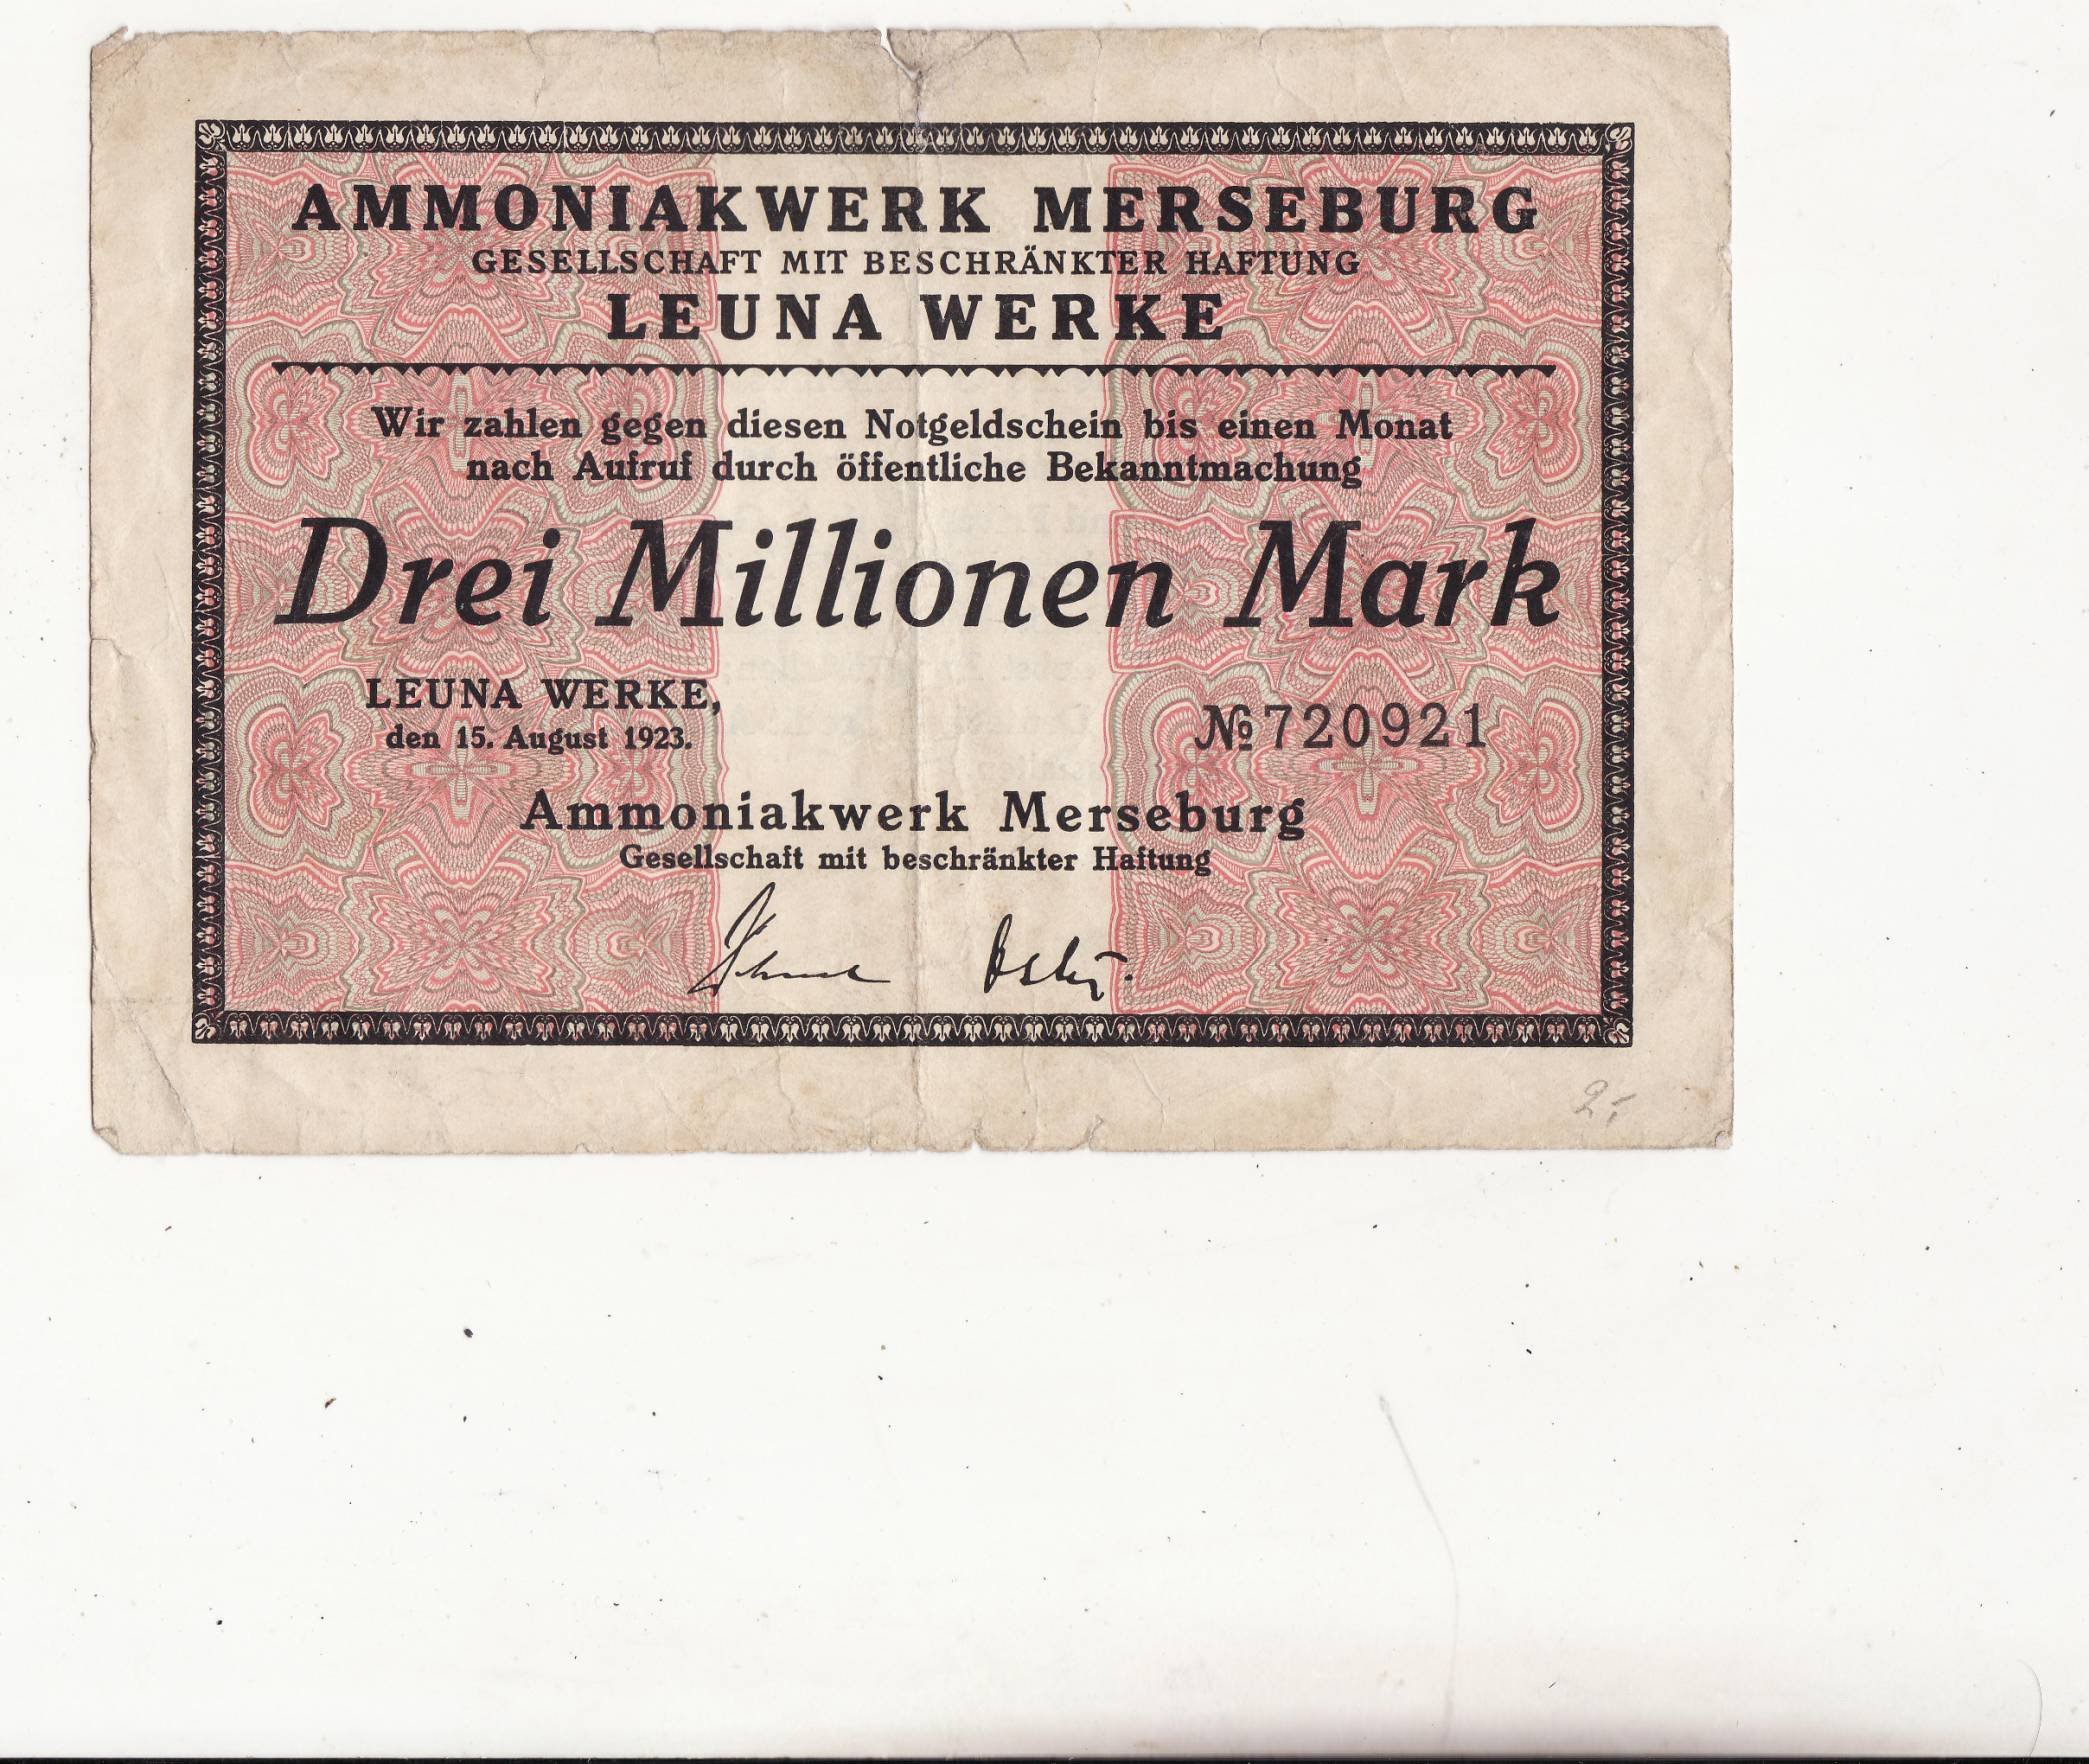 AMMONIAKWERK MERSEBURG
GESELLSCHAFT MIT BESCHRÄNKTER HAFTUNG
LEUNA WERKE
Wir zahlen gegen diesen Notgeldschein bis einen Monat
nach Aufruf durch öffentliche Bekanntmachung
Drei Millionen Mark
LEUNA WERKE,
den 15. August 1923.
№ 720921
Ammoniakwerk Merseburg
Gesellschaft mit beschränkter Haftung
2,-